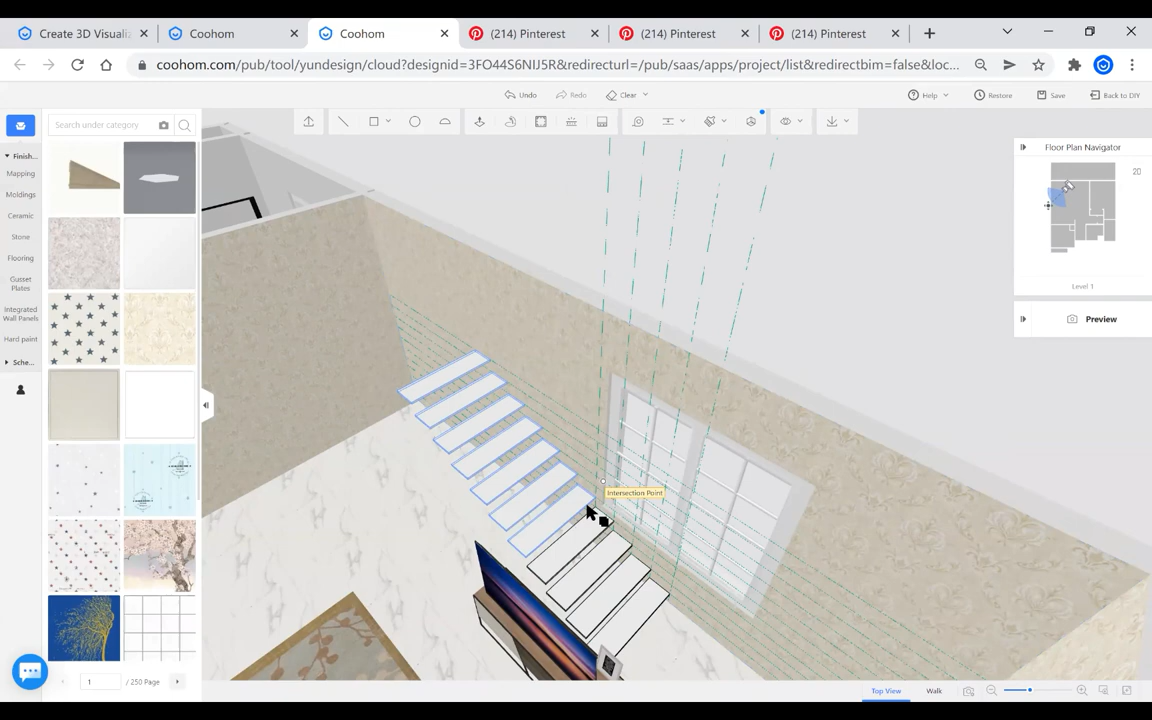 Create 3D Visualiz
Coohom
Coohom
(214) Pinterest
(214) Pinterest
(214) Pinterest
coohom.com/pub/tool/yundesign/cloud?designid=3FO44S6NIJ5R&redirecturl=/pub/saas/apps/project/list&redirectbim=false&loc...
Undo
Redo
Clear
Help
Restore
Save
Back to DIY
Search under category
Finish...
Mapping
Moldings
Ceramic
Stone
Flooring
Gusset
Plates
Integrated
Wall Panels
Hard paint
Sche...
Floor Plan Navigator
2D
Level 1
Preview
Intersection Point
1
/ 250 Page
Top View
Walk